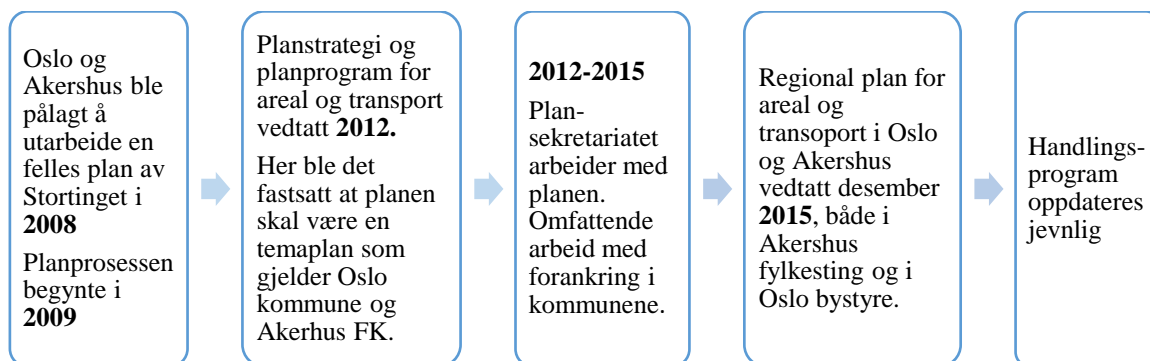 Oslo og
Akershus ble
pålagt å
utarbeide en
felles plan av
Stortinget i
2008
Planprosessen
begynte i
2009
Planstrategi og
planprogram for
areal og transport
vedtatt 2012.
Her ble det
fastsatt at planen
skal være en
temaplan som
gjelder Oslo
kommune og
Akerhus FK.
2012-2015
Plan-
sekretariatet
arbeider med
planen.
Omfattende
arbeid med
forankring i
kommunene.
Regional plan for
areal og
transoport i Oslo
og Akershus
vedtatt desember
2015, både i
Akershus
fylkesting og i
Oslo bystyre.
Handlings-
program
oppdateres
jevnlig